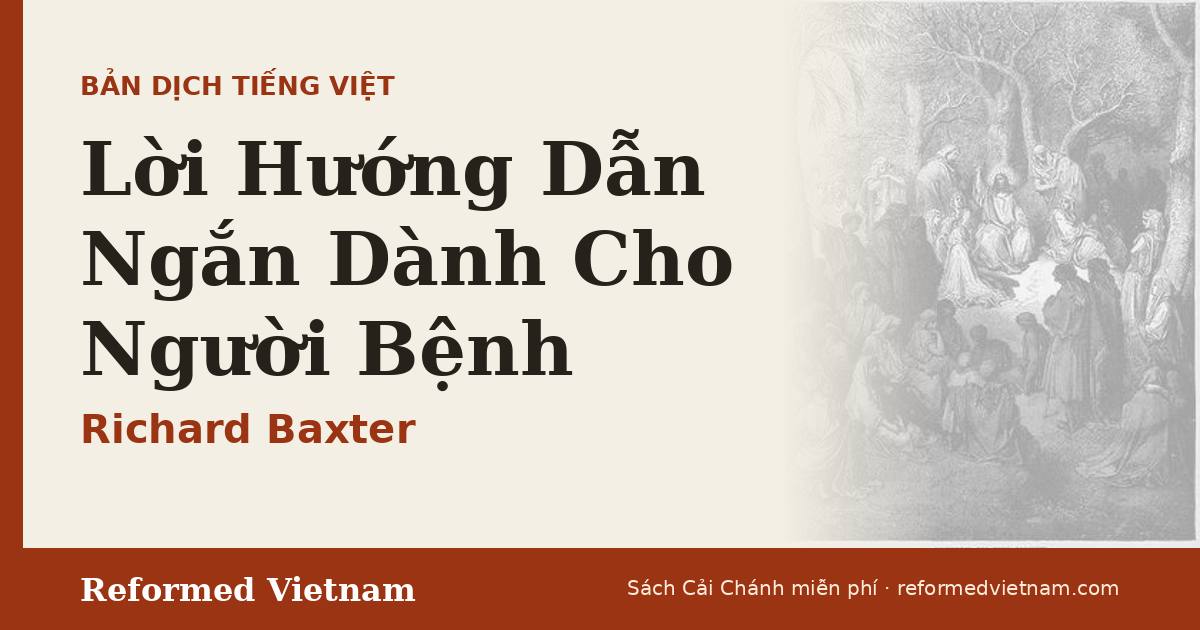 BẢN DỊCH TIẾNG VIỆT
Lời Hướng Dẫn
Ngắn Dành Cho
Người Bệnh
Richard Baxter
Reformed Vietnam
Sách Cải Chánh miễn phí · reformedvietnam.com